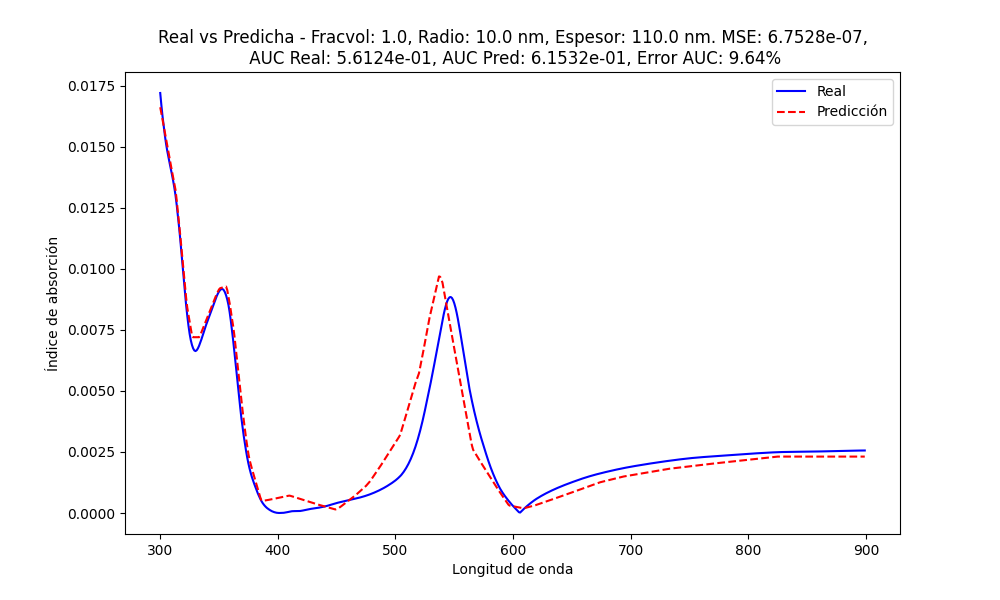 Real vs Predicha - Fracvol: 1.0, Radio: 10.0 nm, Espesor: 110.0 nm. MSE: 6.7528e-07,
AUC Real: 5.6124e-01, AUC Pred: 6.1532e-01, Error AUC: 9.64%
Real
Predicción
Índice de absorción
0.0175
0.0150
0.0125
0.0100
0.0075
0.0050
0.0025
0.0000
300 400 500 600 700 800 900
Longitud de onda